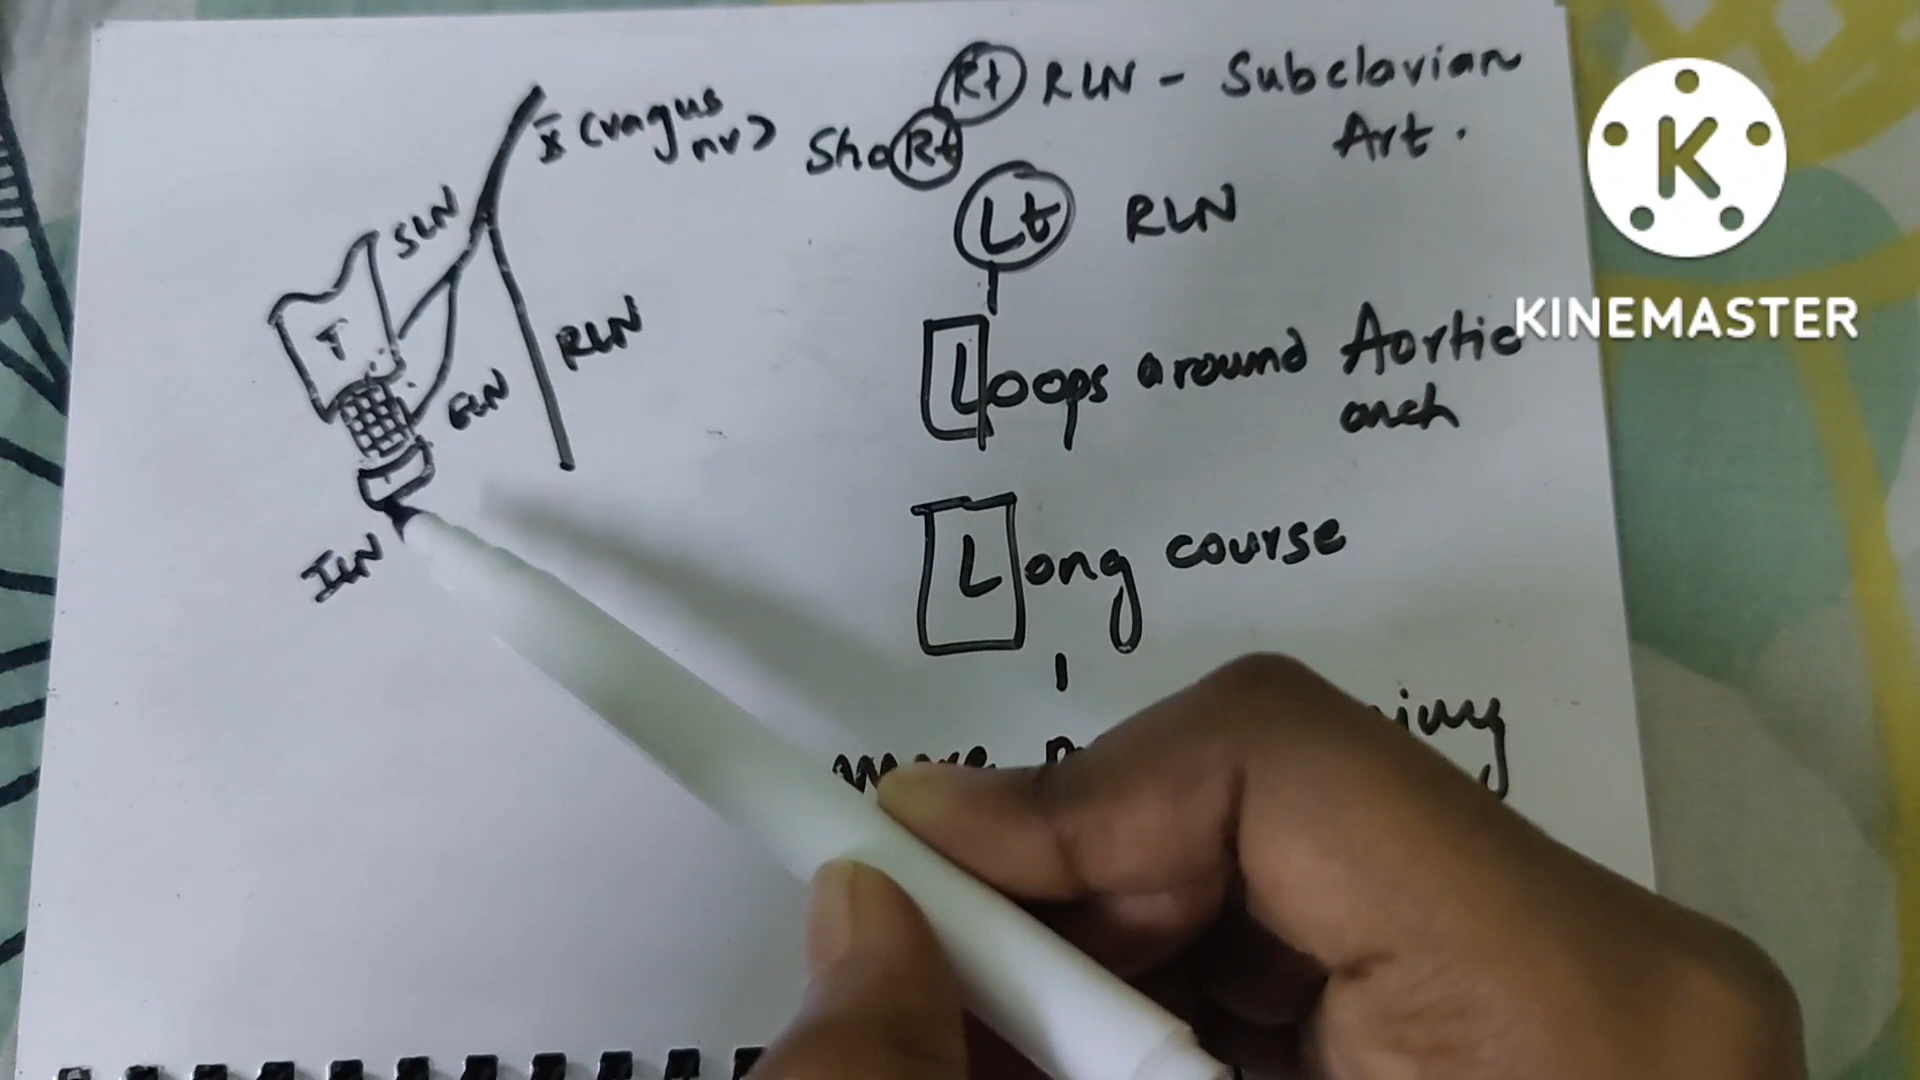 X (vagus
nv)
SLN
T
RLN
ELN
ILN
Rt RLN - Subclavian
Art.
ShoRt
Lt RLN
Loops around Aortic
arch
Long course
more
K
KINEMASTER